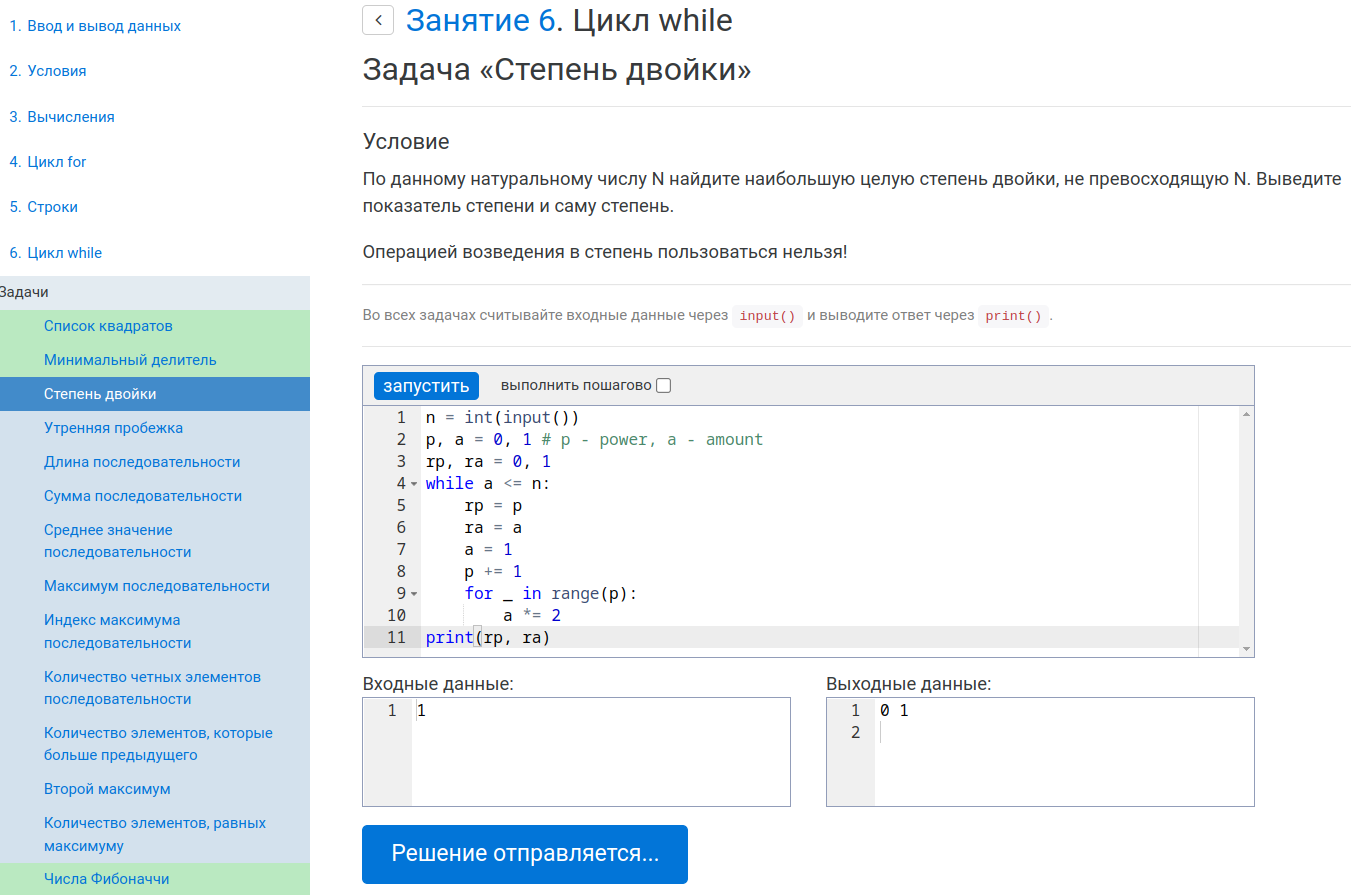 1. Ввод и вывод данных
2. Условия
3. Вычисления
4. Цикл for
5. Строки
6. Цикл while
Задачи
Список квадратов
Минимальный делитель
Степень двойки
Утренняя пробежка
Длина последовательности
Сумма последовательности
Среднее значение
последовательности
Максимум последовательности
Индекс максимума
последовательности
Количество четных элементов
последовательности
Количество элементов, которые
больше предыдущего
Второй максимум
Количество элементов, равных
максимуму
Числа Фибоначчи
Занятие 6. Цикл while
Задача «Степень двойки»
Условие
По данному натуральному числу N найдите наибольшую целую степень двойки, не превосходящую N. Выведите
показатель степени и саму степень.
Операцией возведения в степень пользоваться нельзя!
Во всех задачах считывайте входные данные через input() и выводите ответ через print() .
запустить выполнить пошагово
1 n = int(input())
2 p, a = 0, 1 # p - power, a - amount
3 rp, ra = 0, 1
4 while a <= n:
5 rp = p
6 ra = a
7 a = 1
8 p += 1
9 for _ in range(p):
10 a *= 2
11 print(rp, ra)
Входные данные:
1 1
Выходные данные:
1 0 1
2
Решение отправляется...